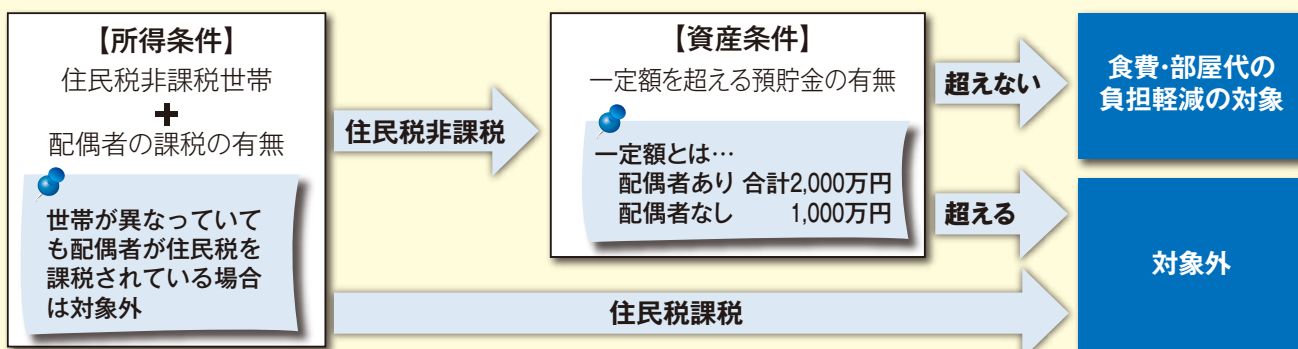 【所得条件】
住民税非課税世帯
+
配偶者の課税の有無
世帯が異なっていて
も配偶者が住民税を
課税されている場合
は対象外
住民税非課税
【資産条件】
一定額を超える預貯金の有無
一定額とは…
配偶者あり 合計2,000万円
配偶者なし 1,000万円
超えない
食費・部屋代の
負担軽減の対象
超える
対象外
住民税課税